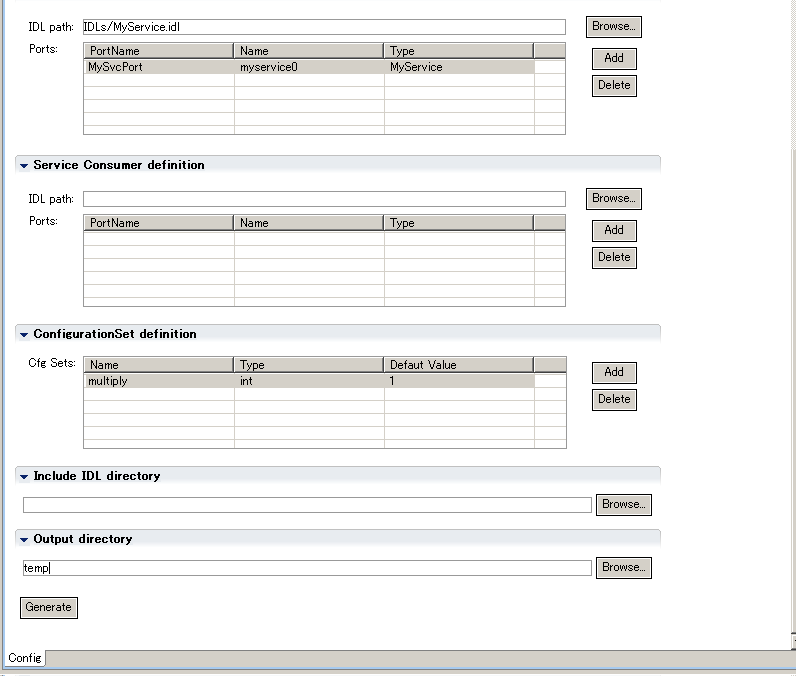 IDL path: IDLs/MyService.idl Browse...
Ports: PortName Name Type Add
MySvcPort myservice0 MyService
Delete
Service Consumer definition
IDL path: Browse...
Ports: PortName Name Type Add
Delete
ConfigurationSet definition
Cfg Sets: Name Type Defaut Value Add
multiply int 1
Delete
Include IDL directory
Browse...
Output directory
temp Browse...
Generate
Config